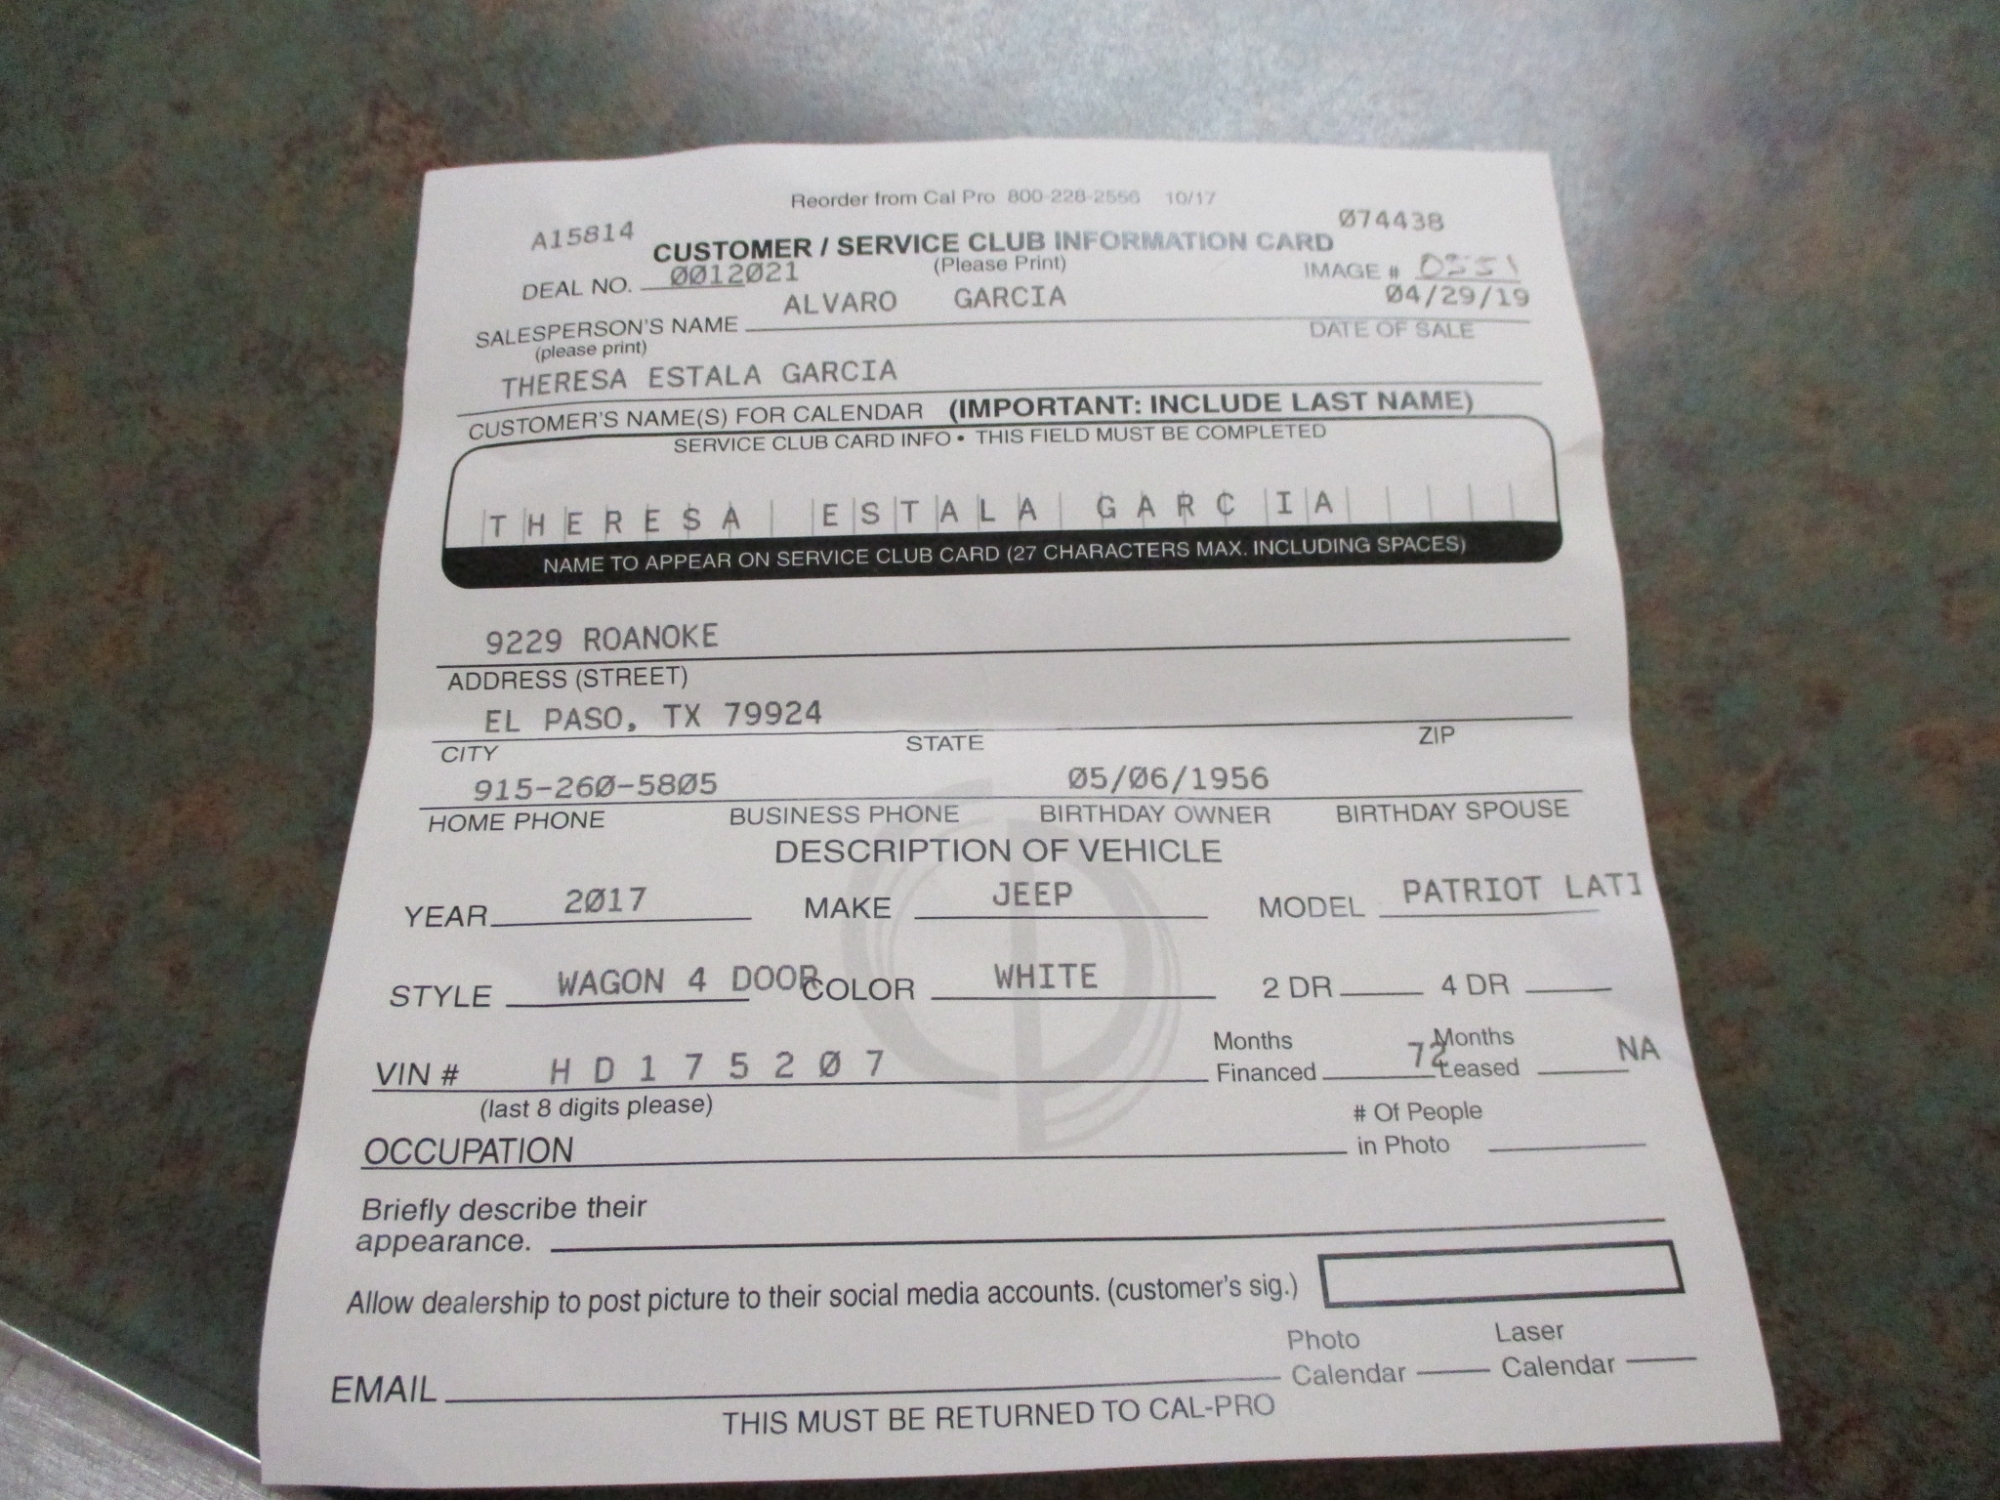 Reorder from Cal Pro 800-228-2556 10/17
A15814 Ø74438
CUSTOMER / SERVICE CLUB INFORMATION CARD
(Please Print)
DEAL NO. ØØ12Ø21 IMAGE # 0551
ALVARO GARCIA Ø4/29/19
SALESPERSON'S NAME DATE OF SALE
(please print)
THERESA ESTALA GARCIA
CUSTOMER'S NAME(S) FOR CALENDAR (IMPORTANT: INCLUDE LAST NAME)
SERVICE CLUB CARD INFO • THIS FIELD MUST BE COMPLETED
THERESA ESTALA GARCIA
NAME TO APPEAR ON SERVICE CLUB CARD (27 CHARACTERS MAX. INCLUDING SPACES)
9229 ROANOKE
ADDRESS (STREET)
EL PASO, TX 79924
CITY STATE ZIP
915-26Ø-58Ø5 Ø5/Ø6/1956
HOME PHONE BUSINESS PHONE BIRTHDAY OWNER BIRTHDAY SPOUSE
DESCRIPTION OF VEHICLE
YEAR 2Ø17 MAKE JEEP MODEL PATRIOT LATI
STYLE WAGON 4 DOOR COLOR WHITE 2 DR 4 DR
VIN # HD1752Ø7 Months Financed 72 Months Leased NA
(last 8 digits please)
OCCUPATION # Of People in Photo
Briefly describe their
appearance.
Allow dealership to post picture to their social media accounts. (customer's sig.)
EMAIL Photo Calendar Laser Calendar
THIS MUST BE RETURNED TO CAL-PRO